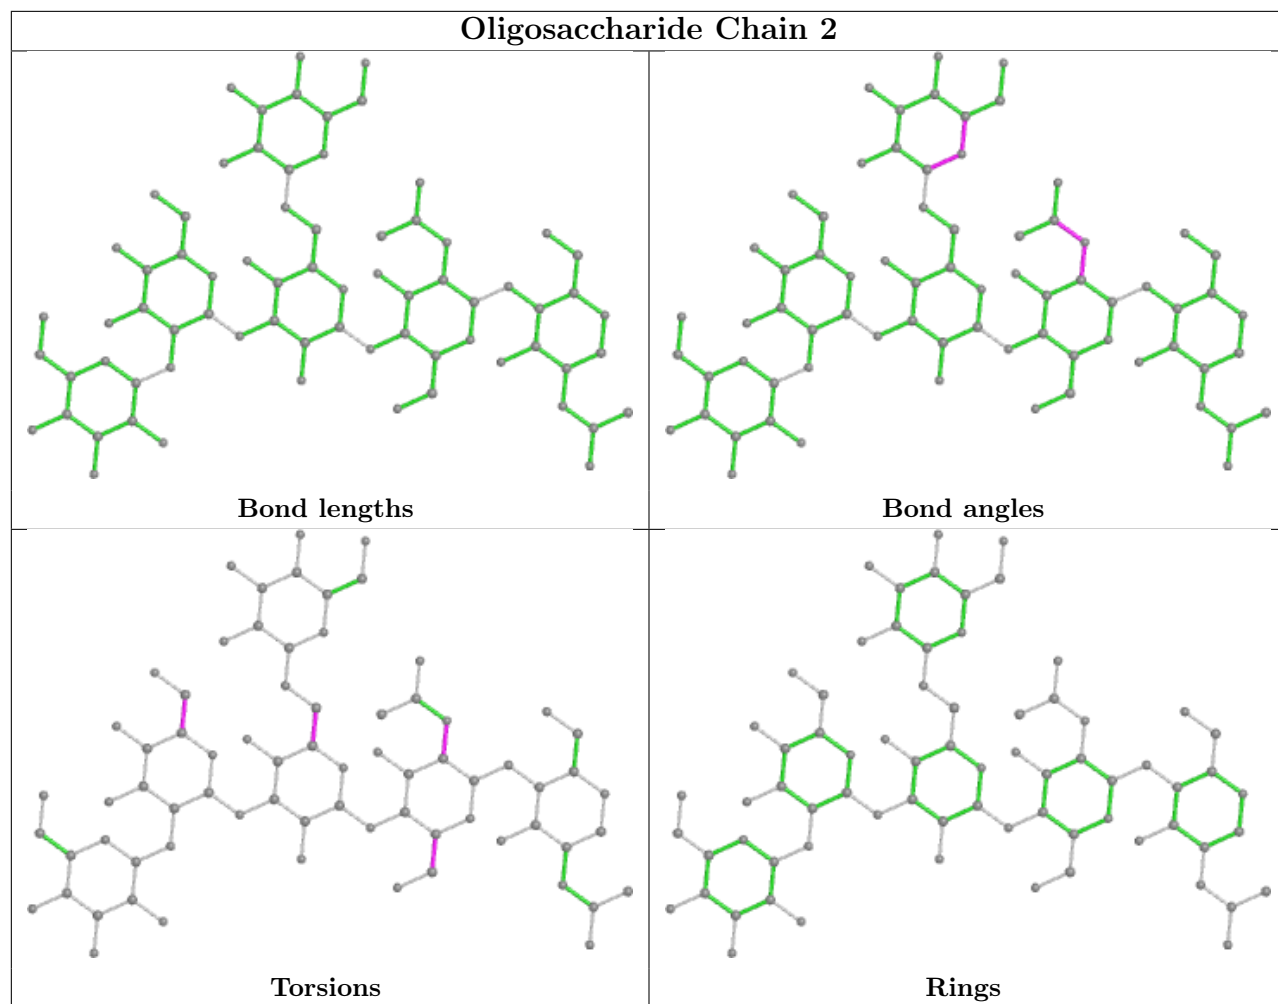 Oligosaccharide Chain 2
Bond lengths
Bond angles
Torsions
Rings